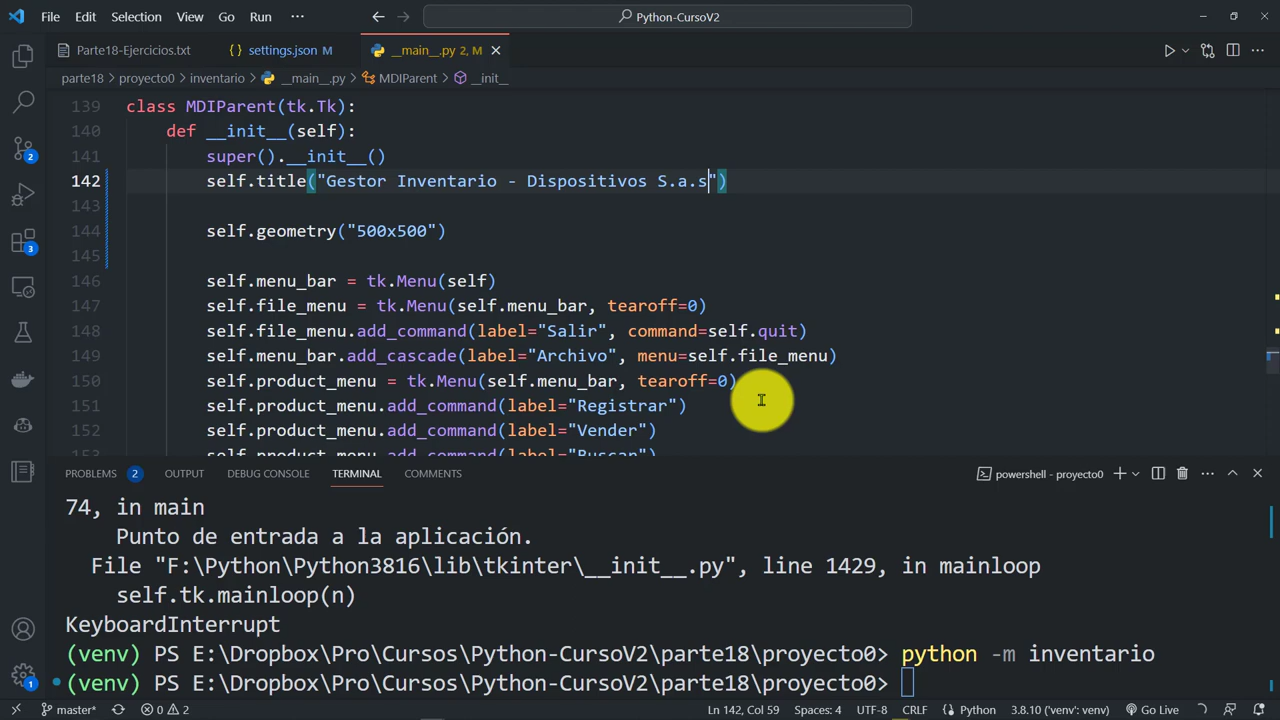 File Edit Selection View Go Run ··· Python-CursoV2
Parte18-Ejercicios.txt {} settings.json M __main__.py 2, M
parte18 > proyecto0 > inventario > __main__.py > MDIParent > __init__
139 class MDIParent(tk.Tk):
140 def __init__(self):
141 super().__init__()
142 self.title("Gestor Inventario - Dispositivos S.a.s")
143
144 self.geometry("500x500")
145
146 self.menu_bar = tk.Menu(self)
147 self.file_menu = tk.Menu(self.menu_bar, tearoff=0)
148 self.file_menu.add_command(label="Salir", command=self.quit)
149 self.menu_bar.add_cascade(label="Archivo", menu=self.file_menu)
150 self.product_menu = tk.Menu(self.menu_bar, tearoff=0)
151 self.product_menu.add_command(label="Registrar")
152 self.product_menu.add_command(label="Vender")
153 self.product_menu.add_command(label="Buscar")
PROBLEMS 2 OUTPUT DEBUG CONSOLE TERMINAL COMMENTS powershell - proyecto0
74, in main
Punto de entrada a la aplicación.
File "F:\Python\Python3816\lib\tkinter\__init__.py", line 1429, in mainloop
self.tk.mainloop(n)
KeyboardInterrupt
(venv) PS E:\Dropbox\Pro\Cursos\Python-CursoV2\parte18\proyecto0> python -m inventario
(venv) PS E:\Dropbox\Pro\Cursos\Python-CursoV2\parte18\proyecto0>
2
3
1
master* 0 2 Ln 142, Col 59 Spaces: 4 UTF-8 CRLF Python 3.8.10 ('venv': venv) Go Live